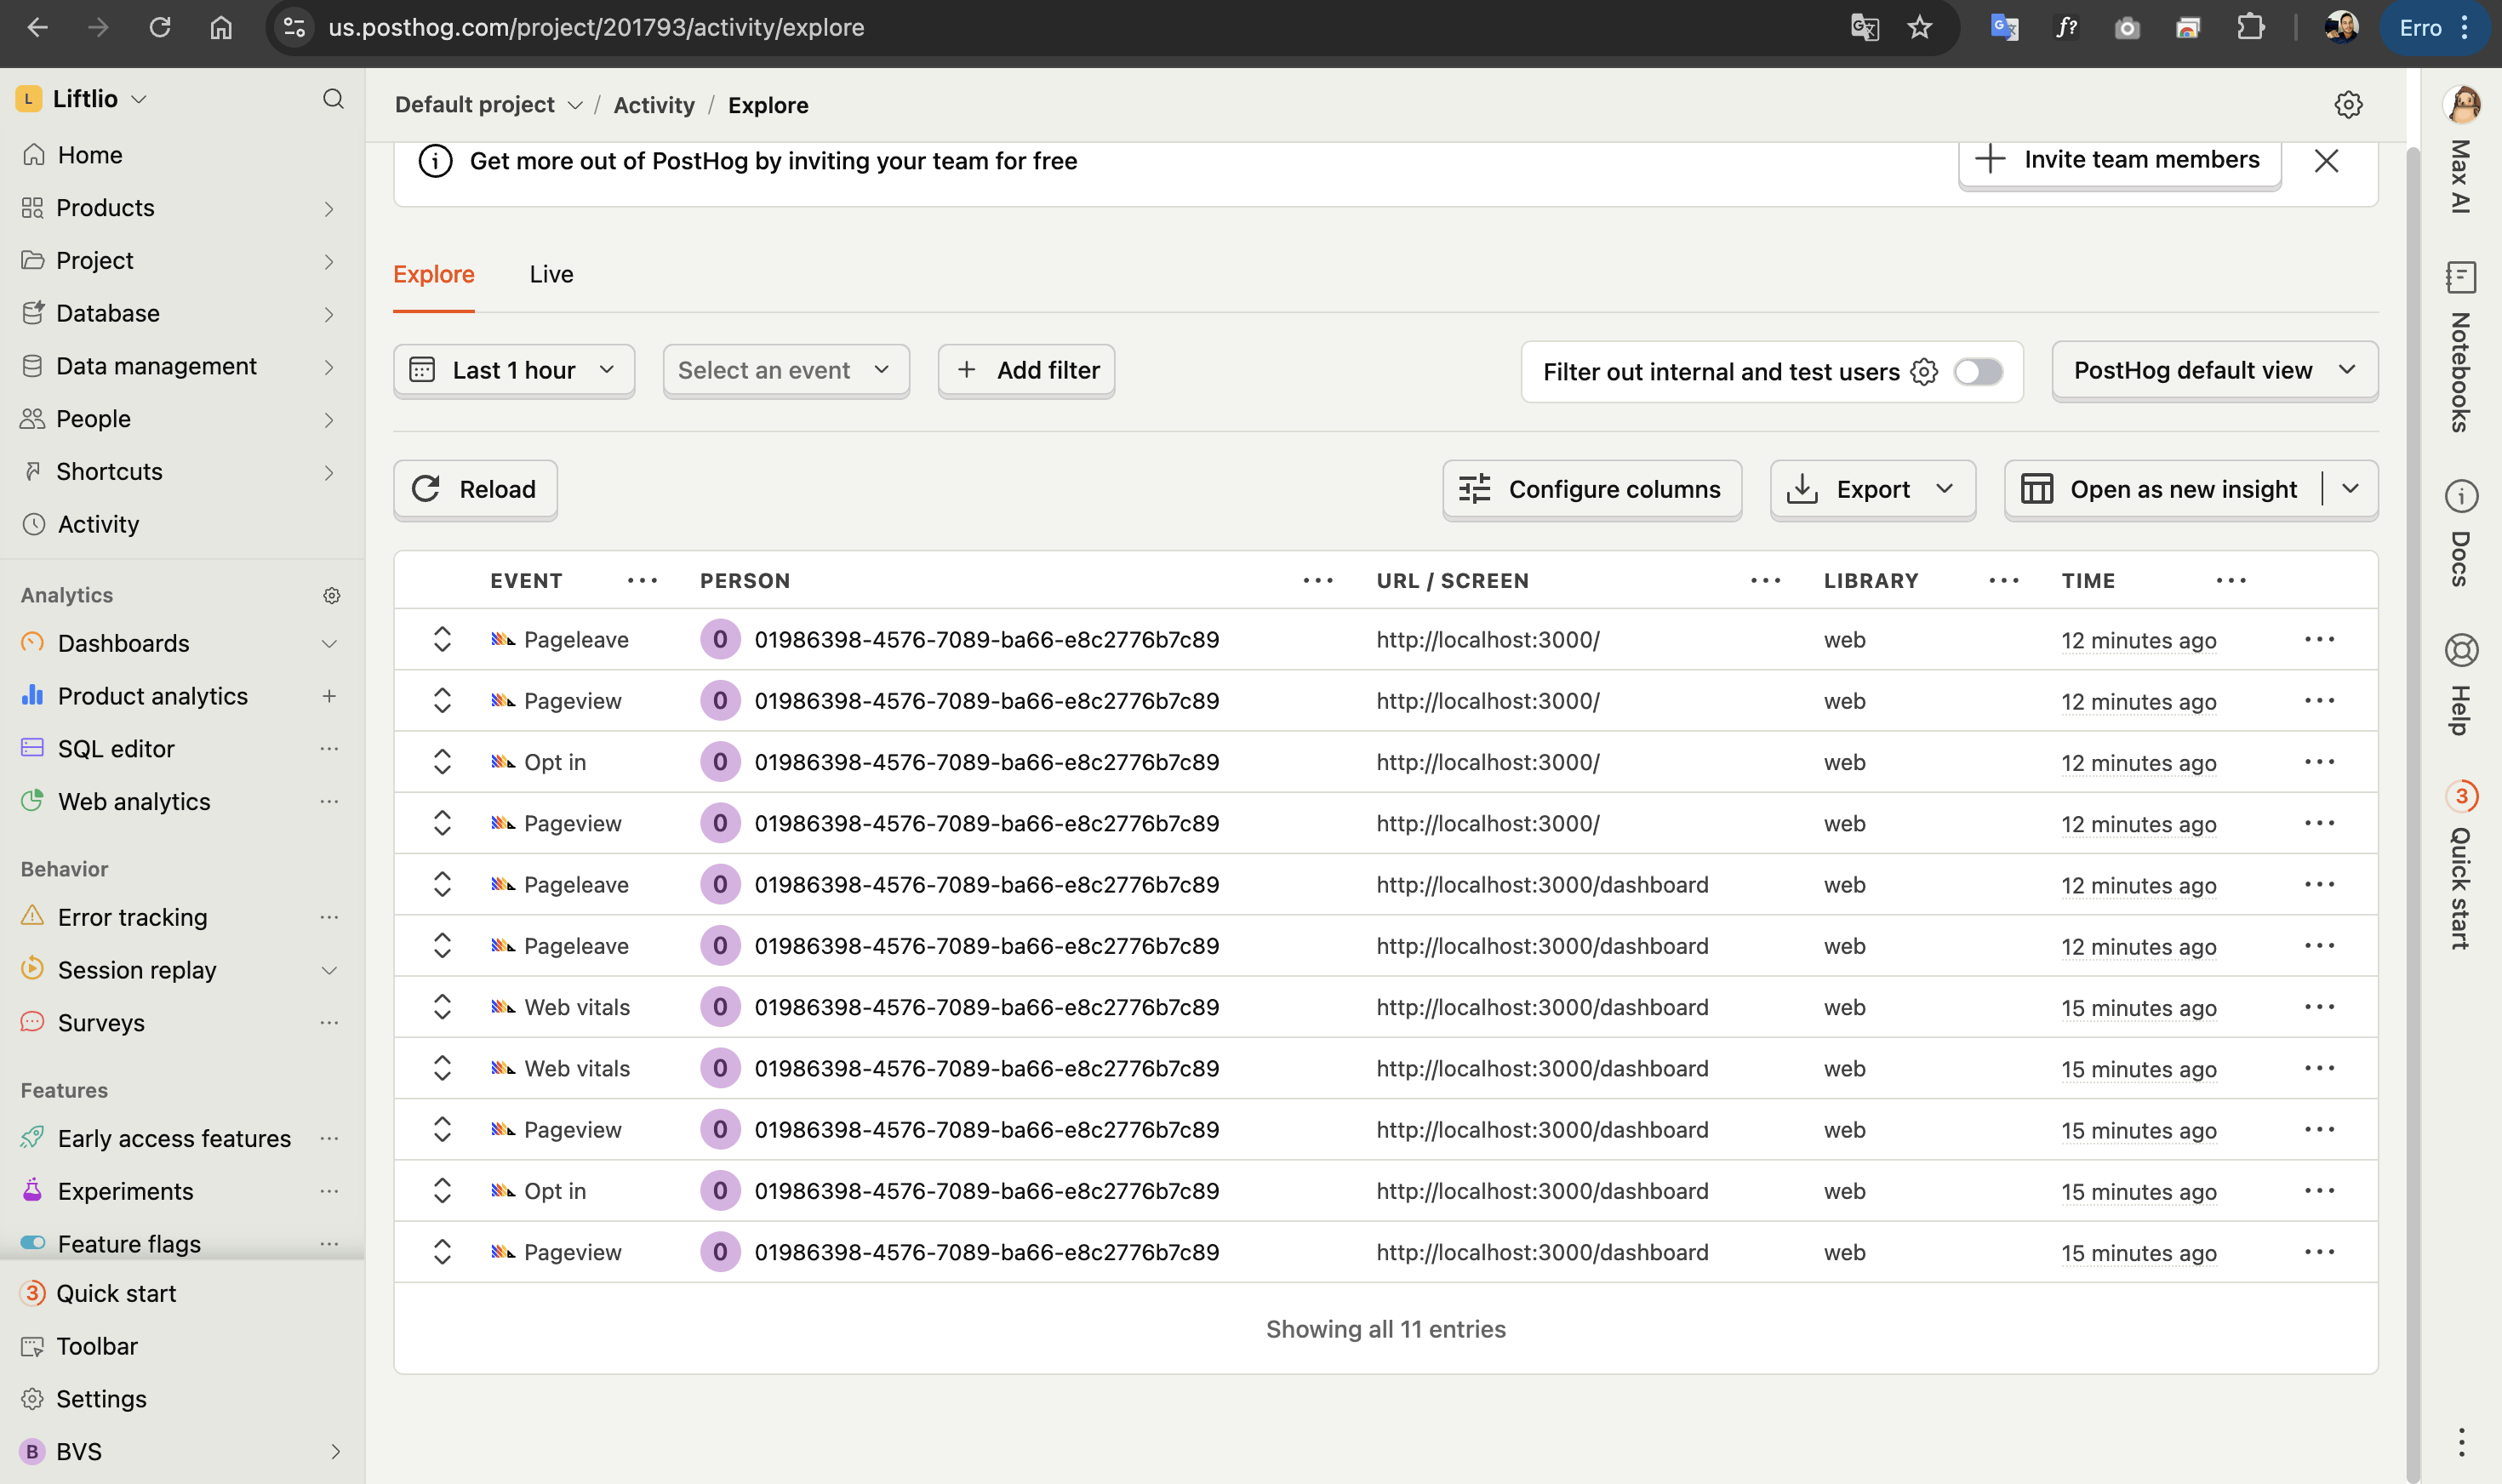 us.posthog.com/project/201793/activity/explore
Erro
L Liftlio
Home
Products
Project
Database
Data management
People
Shortcuts
Activity
Analytics
Dashboards
Product analytics
SQL editor
Web analytics
Behavior
Error tracking
Session replay
Surveys
Features
Early access features
Experiments
Feature flags
3 Quick start
Toolbar
Settings
B BVS
Default project / Activity / Explore
Get more out of PostHog by inviting your team for free
Invite team members
Explore Live
Last 1 hour Select an event Add filter Filter out internal and test users PostHog default view
Reload Configure columns Export Open as new insight
EVENT PERSON URL / SCREEN LIBRARY TIME
Pageleave 0 01986398-4576-7089-ba66-e8c2776b7c89 http://localhost:3000/ web 12 minutes ago
Pageview 0 01986398-4576-7089-ba66-e8c2776b7c89 http://localhost:3000/ web 12 minutes ago
Opt in 0 01986398-4576-7089-ba66-e8c2776b7c89 http://localhost:3000/ web 12 minutes ago
Pageview 0 01986398-4576-7089-ba66-e8c2776b7c89 http://localhost:3000/ web 12 minutes ago
Pageleave 0 01986398-4576-7089-ba66-e8c2776b7c89 http://localhost:3000/dashboard web 12 minutes ago
Pageleave 0 01986398-4576-7089-ba66-e8c2776b7c89 http://localhost:3000/dashboard web 12 minutes ago
Web vitals 0 01986398-4576-7089-ba66-e8c2776b7c89 http://localhost:3000/dashboard web 15 minutes ago
Web vitals 0 01986398-4576-7089-ba66-e8c2776b7c89 http://localhost:3000/dashboard web 15 minutes ago
Pageview 0 01986398-4576-7089-ba66-e8c2776b7c89 http://localhost:3000/dashboard web 15 minutes ago
Opt in 0 01986398-4576-7089-ba66-e8c2776b7c89 http://localhost:3000/dashboard web 15 minutes ago
Pageview 0 01986398-4576-7089-ba66-e8c2776b7c89 http://localhost:3000/dashboard web 15 minutes ago
Showing all 11 entries
Max AI
Notebooks
Docs
Help
3 Quick start